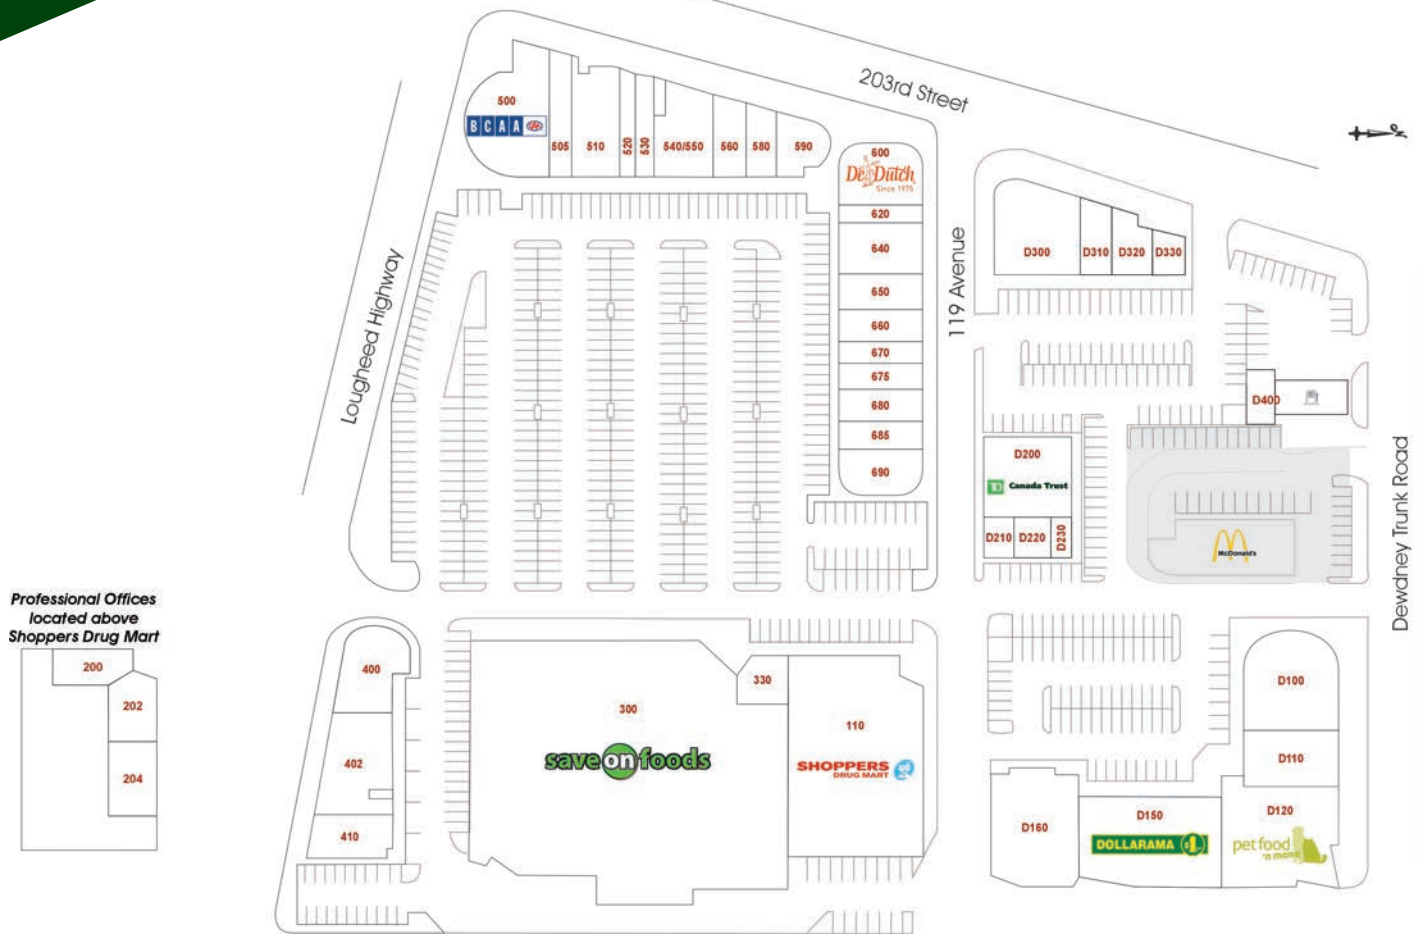 203rd Street
N
500
BCAA
505
510
520
530
540/550
560
580
590
600
De Dutch
Since 1975
620
640
650
660
670
675
680
685
690
119 Avenue
Lougheed Highway
D300
D310
D320
D330
D400
D200
TD Canada Trust
D210
D220
D230
McDonald's
Dewdney Trunk Road
Professional Offices
located above
Shoppers Drug Mart
200
202
204
400
402
410
300
save on foods
330
110
SHOPPERS
DRUG MART
D100
D110
D120
pet food
'n more
D150
DOLLARAMA
D160